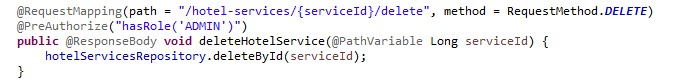 @RequestMapping(path = "/hotel-services/{serviceId}/delete", method = RequestMethod.DELETE)
@PreAuthorize("hasRole('ADMIN')")
public @ResponseBody void deleteHotelService(@PathVariable Long serviceId) {
    hotelServicesRepository.deleteById(serviceId);
}